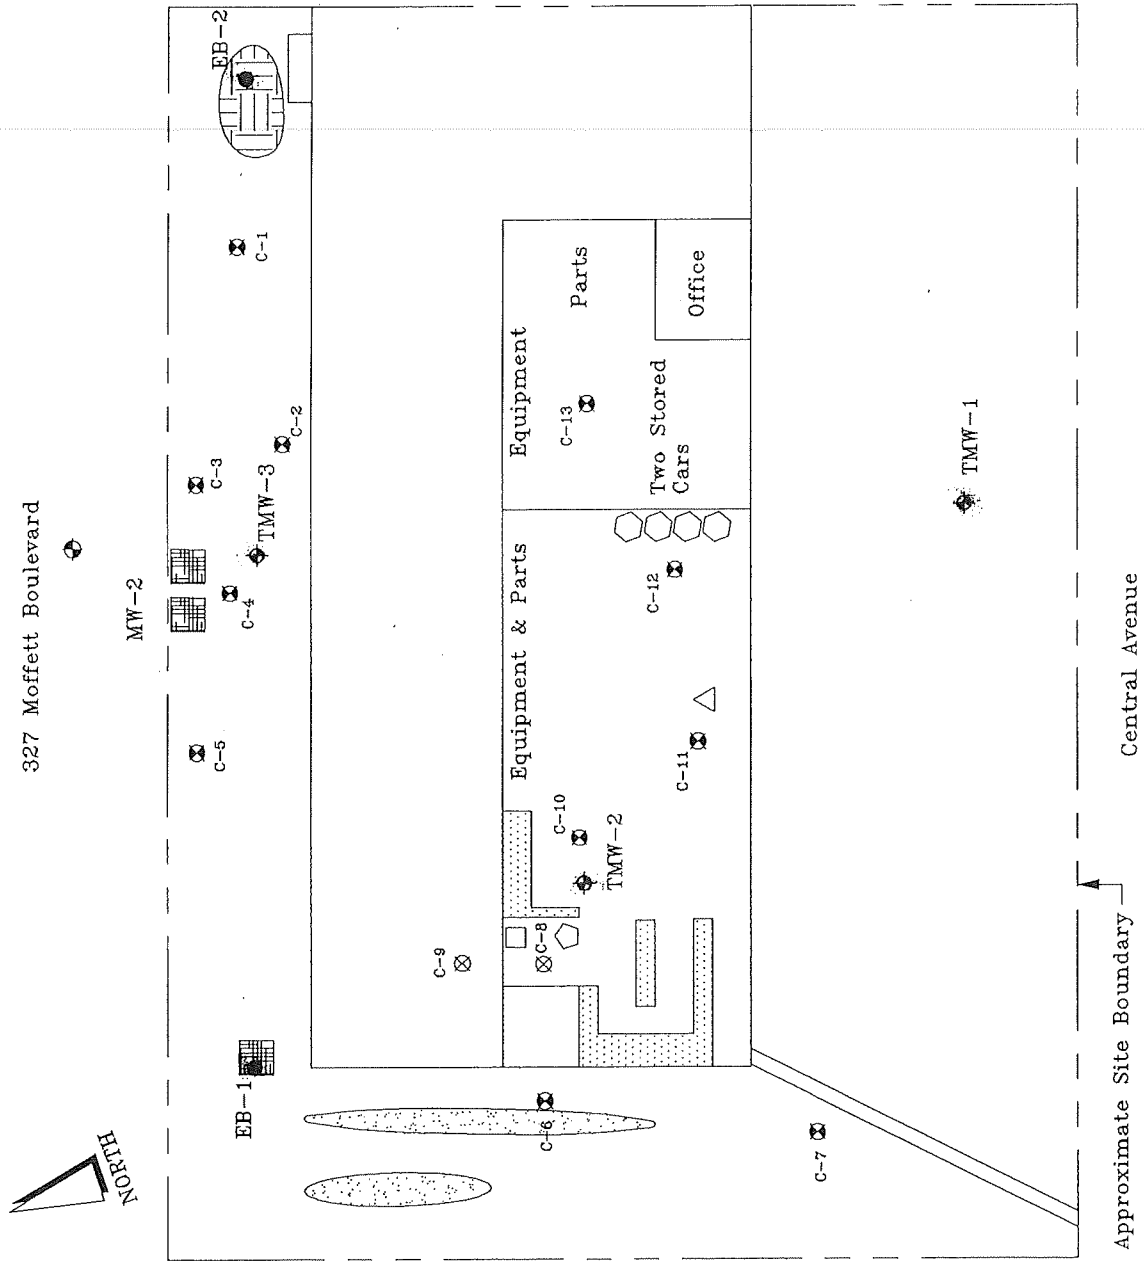 327 Moffett Boulevard
MW-2
EB-2
C-1
C-2
C-3
TMW-3
C-4
C-5
EB-1
NORTH
Equipment
Parts
Office
C-13
Two Stored
Cars
Equipment & Parts
C-12
C-11
C-10
TMW-2
C-9
C-8
C-6
C-7
TMW-1
Central Avenue
Approximate Site Boundary